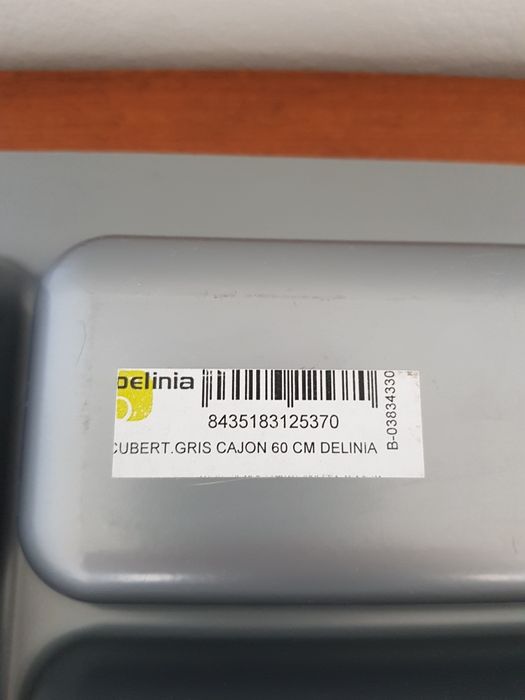 Delinia
8435183125370
CUBERT.GRIS CAJON 60 CM DELINIA
B-03834330